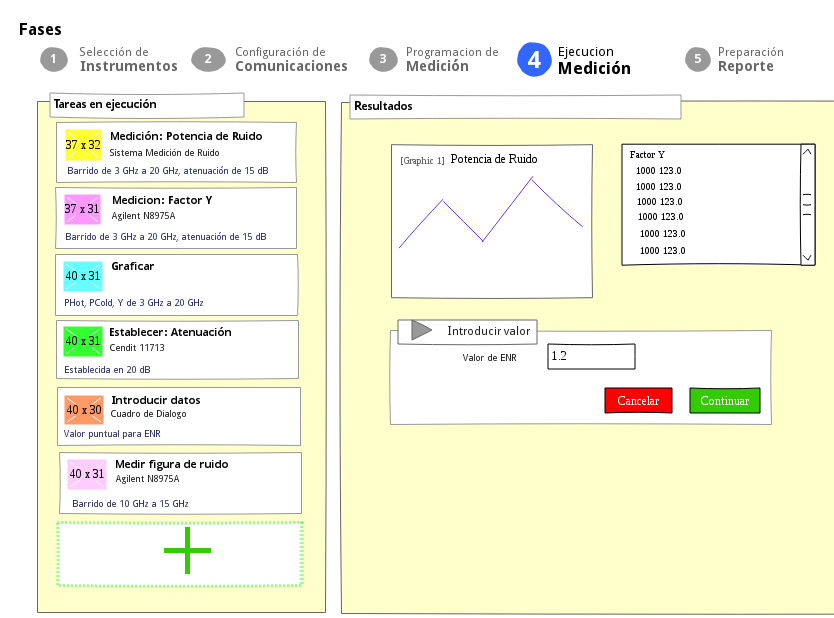 Fases
1 Selección de
Instrumentos
2 Configuración de
Comunicaciones
3 Programacion de
Medición
4 Ejecucion
Medición
5 Preparación
Reporte
Tareas en ejecución
37 x 32 Medición: Potencia de Ruido
Sistema Medición de Ruido
Barrido de 3 GHz a 20 GHz, atenuación de 15 dB
37 x 31 Medicion: Factor Y
Agilent N8975A
Barrido de 3 GHz a 20 GHz, atenuación de 15 dB
40 x 31 Graficar
PHot, PCold, Y de 3 GHz a 20 GHz
40 x 31 Establecer: Atenuación
Cendit 11713
Establecida en 20 dB
40 x 30 Introducir datos
Cuadro de Dialogo
Valor puntual para ENR
40 x 31 Medir figura de ruido
Agilent N8975A
Barrido de 10 GHz a 15 GHz
Resultados
[Graphic 1] Potencia de Ruido
Factor Y
1000 123.0
1000 123.0
1000 123.0
1000 123.0
1000 123.0
1000 123.0
Introducir valor
Valor de ENR 1.2
Cancelar Continuar